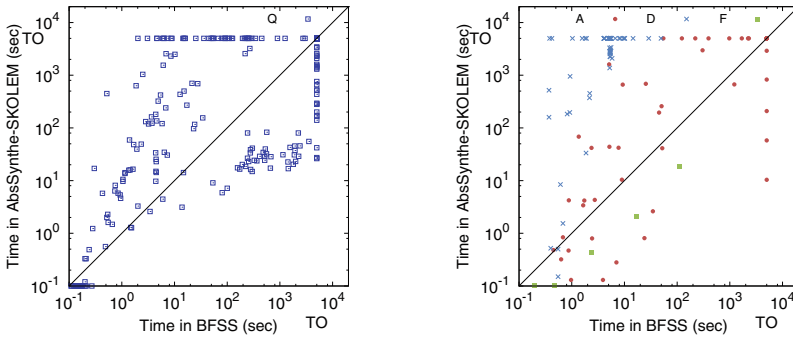 Q
10^4
TO
10^3
10^2
10^1
10^0
10^-1
Time in AbsSynthe-SKOLEM (sec)
10^-1 10^0 10^1 10^2 10^3 10^4
Time in BFSS (sec)
TO
A D F
10^4
TO
10^3
10^2
10^1
10^0
10^-1
Time in AbsSynthe-SKOLEM (sec)
10^-1 10^0 10^1 10^2 10^3 10^4
Time in BFSS (sec)
TO